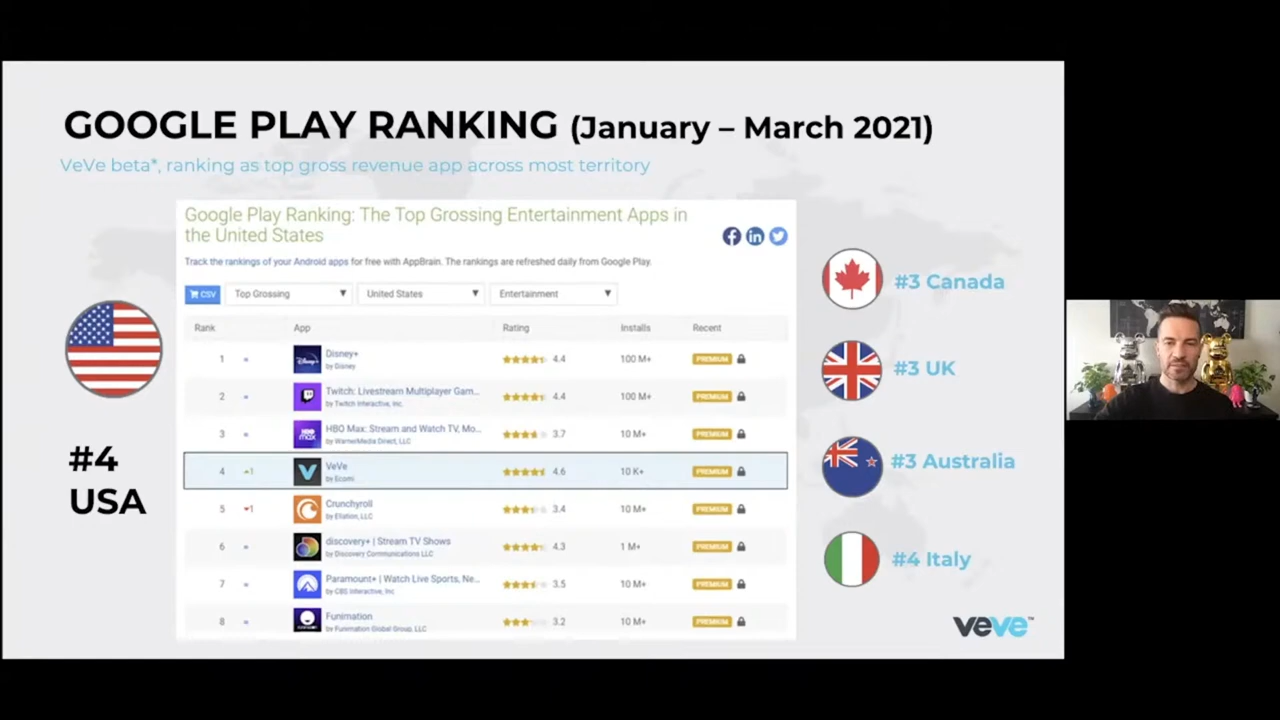 GOOGLE PLAY RANKING (January – March 2021)
VeVe beta*, ranking as top gross revenue app across most territory
Google Play Ranking: The Top Grossing Entertainment Apps in
the United States
Track the rankings of your Android apps for free with AppBrain. The rankings are refreshed daily from Google Play.
CSV Top Grossing United States Entertainment
Rank App Rating Installs Recent
1 Disney+ 4.4 100 M+ PREMIUM
by Disney
2 Twitch: Livestream Multiplayer Gam... 4.4 100 M+ PREMIUM
by Twitch Interactive, Inc.
3 HBO Max: Stream and Watch TV, Mo... 3.7 10 M+ PREMIUM
by WarnerMedia Direct, LLC
4 1 VeVe 4.6 10 K+ PREMIUM
by Ecomi
5 1 Crunchyroll 3.4 10 M+ PREMIUM
by Ellation, LLC
6 discovery+ | Stream TV Shows 4.3 1 M+ PREMIUM
by Discovery Communications LLC
7 Paramount+ | Watch Live Sports, Ne... 3.5 10 M+ PREMIUM
by CBS Interactive, Inc
8 Funimation 3.2 10 M+ PREMIUM
by Funimation Global Group, LLC
#4
USA
#3 Canada
#3 UK
#3 Australia
#4 Italy
veve™